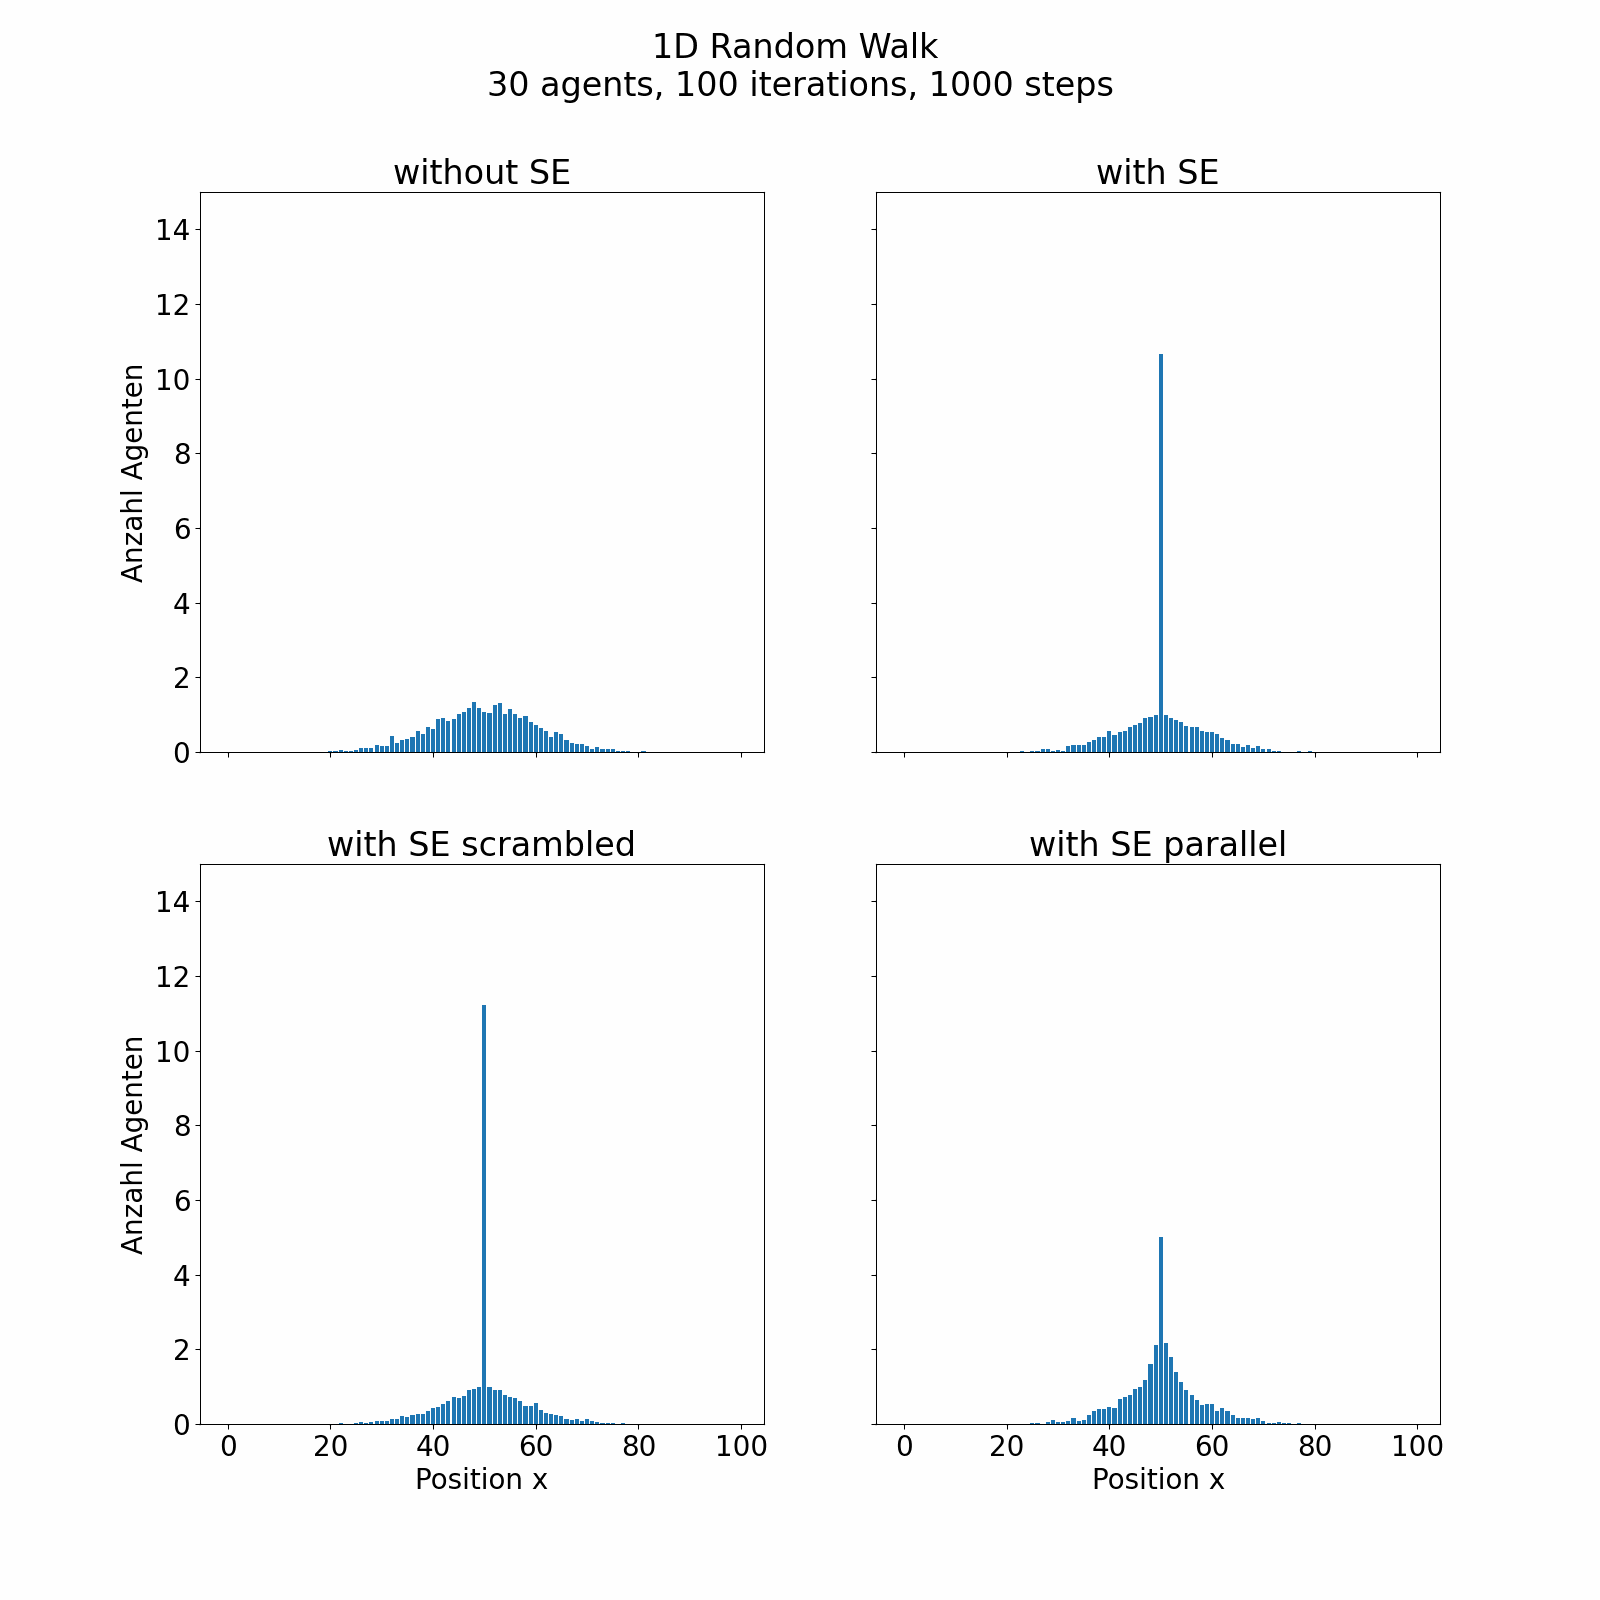 1D Random Walk
30 agents, 100 iterations, 1000 steps
without SE
with SE
14
12
10
8
6
4
2
0
Anzahl Agenten
with SE scrambled
with SE parallel
14
12
10
8
6
4
2
0
Anzahl Agenten
0 20 40 60 80 100
0 20 40 60 80 100
Position x
Position x